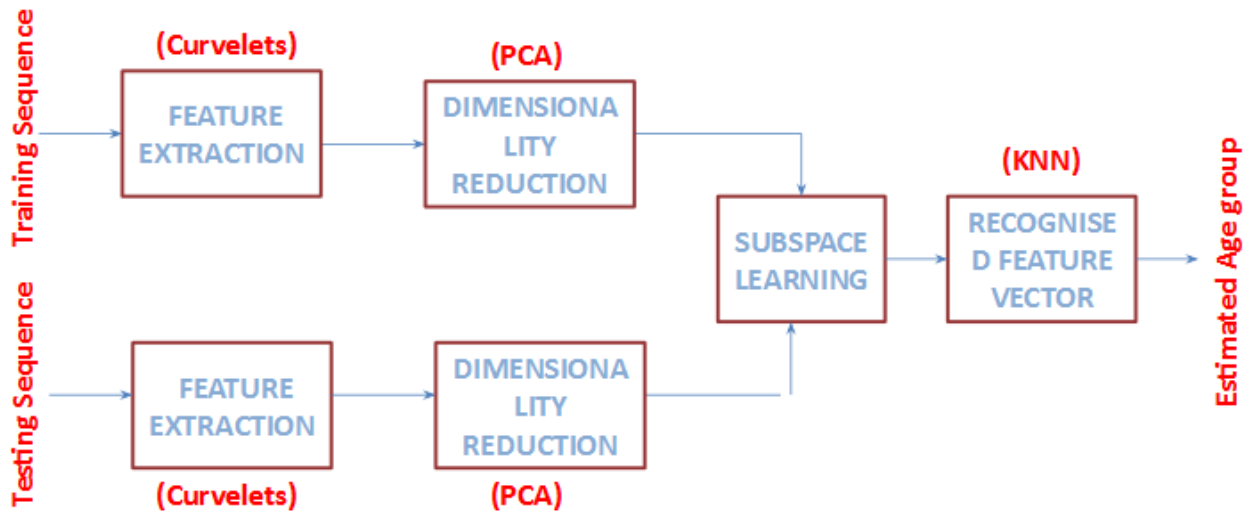 Training Sequence
(Curvelets)
FEATURE
EXTRACTION
(PCA)
DIMENSIONA
LITY
REDUCTION
SUBSPACE
LEARNING
(KNN)
RECOGNISE
D FEATURE
VECTOR
Estimated Age group
Testing Sequence
FEATURE
EXTRACTION
(Curvelets)
DIMENSIONA
LITY
REDUCTION
(PCA)